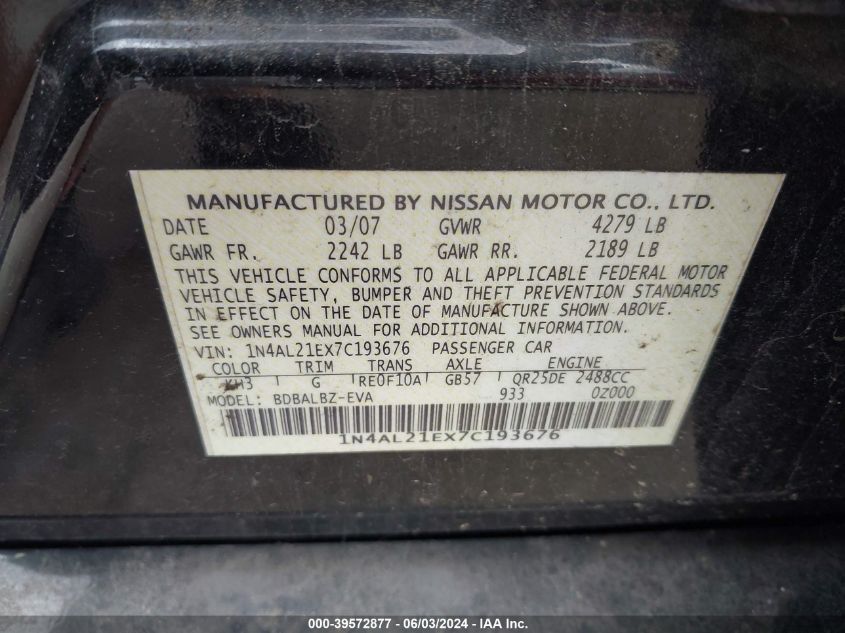 MANUFACTURED BY NISSAN MOTOR CO., LTD.
DATE 03/07 GVWR 4279 LB
GAWR FR. 2242 LB GAWR RR. 2189 LB
THIS VEHICLE CONFORMS TO ALL APPLICABLE FEDERAL MOTOR
VEHICLE SAFETY, BUMPER AND THEFT PREVENTION STANDARDS
IN EFFECT ON THE DATE OF MANUFACTURE SHOWN ABOVE.
SEE OWNERS MANUAL FOR ADDITIONAL INFORMATION.
VIN: 1N4AL21EX7C193676 PASSENGER CAR
COLOR TRIM TRANS AXLE ENGINE
KH3 G RE0F10A GB57 QR25DE 2488CC
MODEL: BDBALBZ-EVA 933 0Z000
1N4AL21EX7C193676
000-39572877 - 06/03/2024 - IAA Inc.